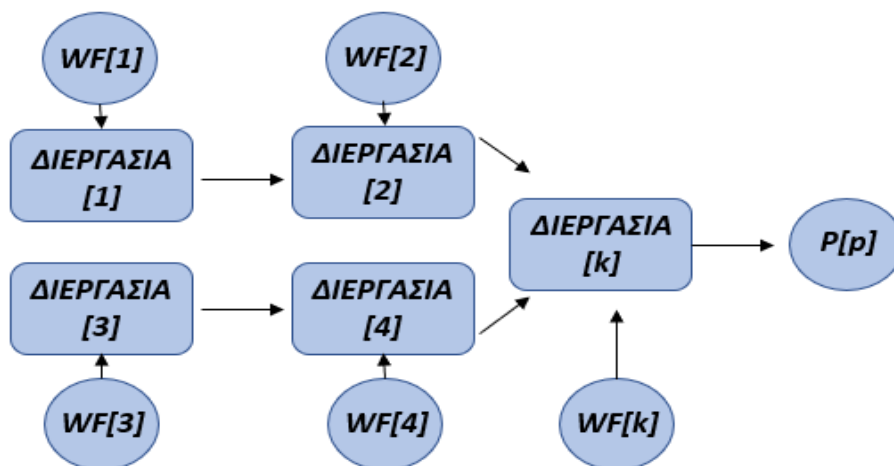 WF[1]
WF[2]
ΔΙΕΡΓΑΣΙΑ
[1]
ΔΙΕΡΓΑΣΙΑ
[2]
ΔΙΕΡΓΑΣΙΑ
[k]
P[p]
ΔΙΕΡΓΑΣΙΑ
[3]
ΔΙΕΡΓΑΣΙΑ
[4]
WF[3]
WF[4]
WF[k]